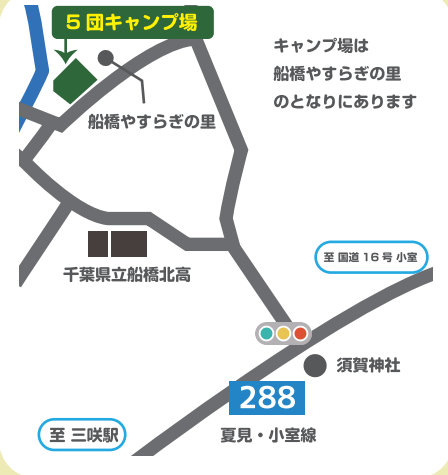 5団キャンプ場
キャンプ場は
船橋やすらぎの里
のとなりにあります
船橋やすらぎの里
千葉県立船橋北高
至 国道16号 小室
須賀神社
288
夏見・小室線
至 三咲駅